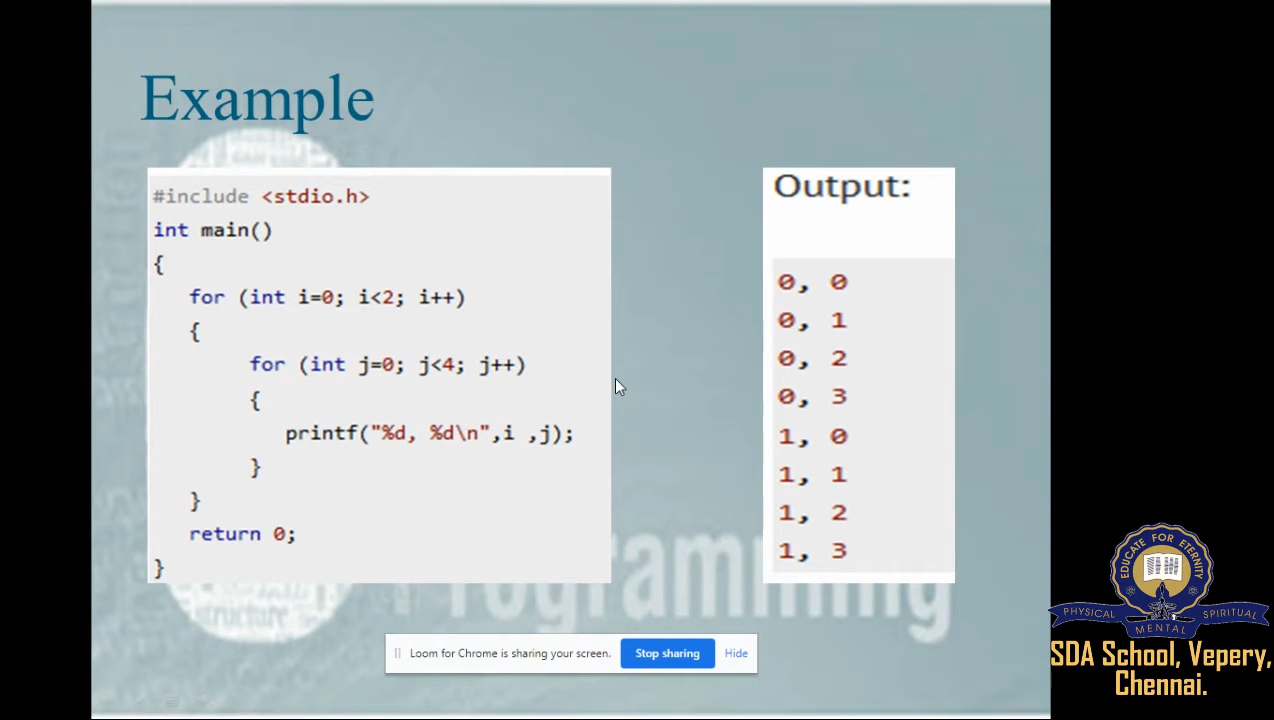 Example
#include <stdio.h>
int main()
{
for (int i=0; i<2; i++)
{
for (int j=0; j<4; j++)
{
printf("%d, %d\n",i ,j);
}
}
return 0;
}
Output:
0, 0
0, 1
0, 2
0, 3
1, 0
1, 1
1, 2
1, 3
rogramming
structure
Loom for Chrome is sharing your screen.
Stop sharing
Hide
EDUCATE FOR ETERNITY
PHYSICAL
MENTAL
SPIRITUAL
SDA School, Vepery,
Chennai.